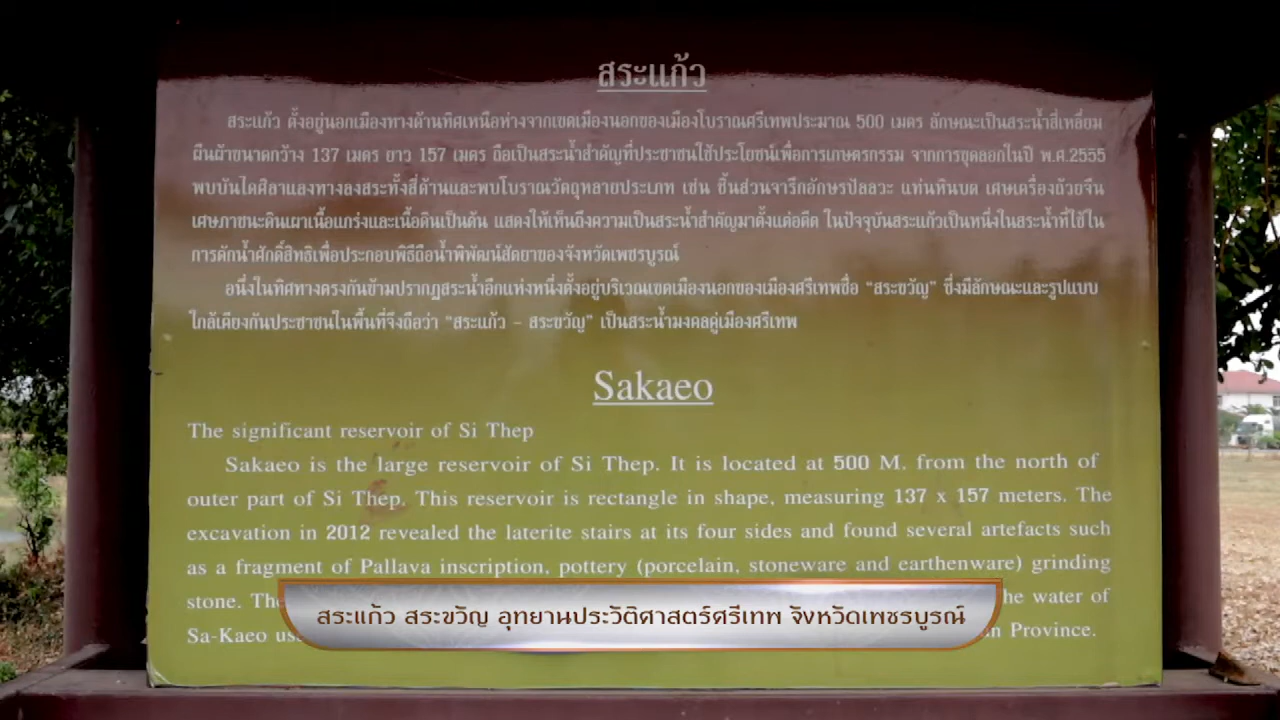 สระแก้ว
สระแก้ว ตั้งอยู่นอกเมืองทางด้านทิศเหนือห่างจากเขตเมืองนอกของเมืองโบราณศรีเทพประมาณ 500 เมตร ลักษณะเป็นสระน้ำสี่เหลี่ยม
ผืนผ้าขนาดกว้าง 137 เมตร ยาว 157 เมตร ถือเป็นสระน้ำสำคัญที่ประชาชนใช้ประโยชน์เพื่อการเกษตรกรรม จากการขุดลอกในปี พ.ศ.2555
พบบันไดศิลาแลงทางลงสระทั้งสี่ด้านและพบโบราณวัตถุหลายประเภท เช่น ชิ้นส่วนจารึกอักษรปัลลวะ แท่นหินบด เศษเครื่องถ้วยจีน
เศษภาชนะดินเผาเนื้อแกร่งและเนื้อดินเป็นต้น แสดงให้เห็นถึงความเป็นสระน้ำสำคัญมาตั้งแต่อดีต ในปัจจุบันสระแก้วเป็นหนึ่งในสระน้ำที่ใช้ใน
การตักน้ำศักดิ์สิทธิเพื่อประกอบพิธีถือน้ำพิพัฒน์สัตยาของจังหวัดเพชรบูรณ์
อนึ่งในทิศทางตรงกันข้ามปรากฏสระน้ำอีกแห่งหนึ่งตั้งอยู่บริเวณเขตเมืองนอกของเมืองศรีเทพชื่อ “สระขวัญ” ซึ่งมีลักษณะและรูปแบบ
ใกล้เคียงกันประชาชนในพื้นที่จึงถือว่า “สระแก้ว – สระขวัญ” เป็นสระน้ำมงคลคู่เมืองศรีเทพ
Sakaeo
The significant reservoir of Si Thep
Sakaeo is the large reservoir of Si Thep. It is located at 500 M. from the north of
outer part of Si Thep. This reservoir is rectangle in shape, measuring 137 x 157 meters. The
excavation in 2012 revealed the laterite stairs at its four sides and found several artefacts such
as a fragment of Pallava inscription, pottery (porcelain, stoneware and earthenware) grinding
stone. he water of
Sa-Kaeo Province.
สระแก้ว สระขวัญ อุทยานประวัติศาสตร์ศรีเทพ จังหวัดเพชรบูรณ์